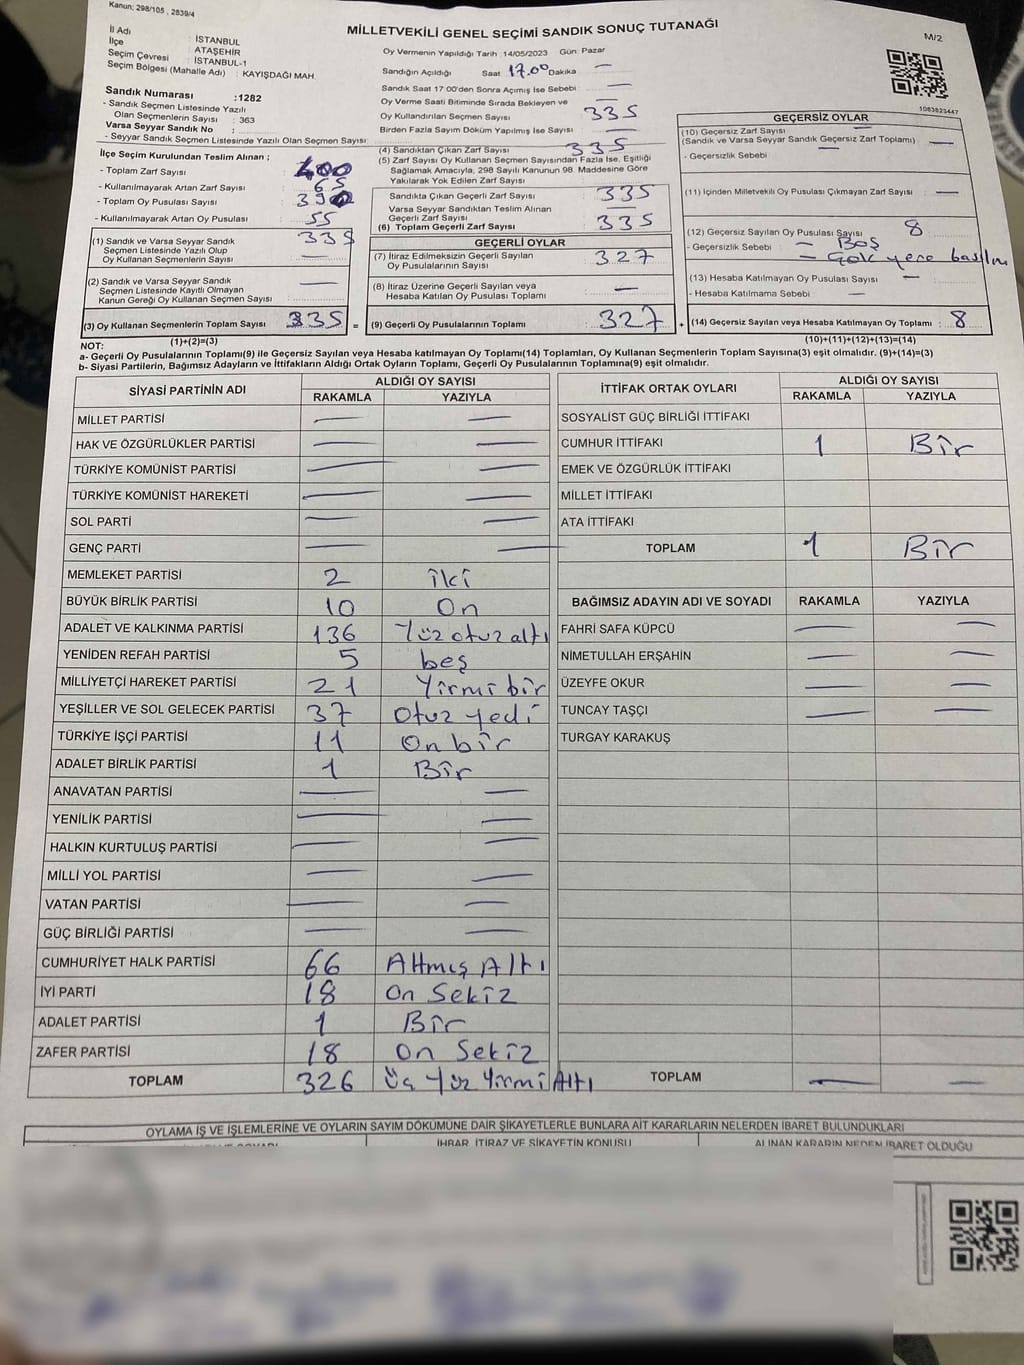 Kanun: 298/105 , 2839/4
MİLLETVEKİLİ GENEL SEÇİMİ SANDIK SONUÇ TUTANAĞI
M/2
İl Adı : İSTANBUL
İlçe : ATAŞEHİR
Seçim Çevresi : İSTANBUL-1
Seçim Bölgesi (Mahalle Adı) : KAYIŞDAĞI MAH.
Sandık Numarası :1282
- Sandık Seçmen Listesinde Yazılı
Olan Seçmen Sayısı : 363
Varsa Seyyar Sandık No :
- Seyyar Sandık Seçmen Listesinde Yazılı Olan Seçmen Sayısı :
İlçe Seçim Kurulundan Teslim Alınan ;
- Toplam Zarf Sayısı : 400
- Kullanılmayarak Artan Zarf Sayısı : 65
- Toplam Oy Pusulası Sayısı : 390
- Kullanılmayarak Artan Oy Pusulası : 55
(1) Sandık ve Varsa Seyyar Sandık
Seçmen Listesinde Yazılı Olup
Oy Kullanan Seçmenlerin Sayısı : 335
(2) Sandık ve Varsa Seyyar Sandık
Seçmen Listesinde Kayıtlı Olmayan
Kanun Gereği Oy Kullanan Seçmen Sayısı : —
(3) Oy Kullanan Seçmenlerin Toplam Sayısı : 335 =
Oy Vermenin Yapıldığı Tarih : 14/05/2023 Gün: Pazar
Sandığın Açıldığı Saat 17.00 Dakika —
Sandık Saat 17:00'den Sonra Açımış İse Sebebi : —
Oy Verme Saati Bitiminde Sırada Bekleyen ve
Oy Kullandırılan Seçmen Sayısı : 335
Birden Fazla Sayım Döküm Yapılmış İse Sayısı : —
(4) Sandıktan Çıkan Zarf Sayısı : 335
(5) Zarf Sayısı Oy Kullanan Seçmen Sayısından Fazla İse, Eşitliği
Sağlamak Amacıyla, 298 Sayılı Kanunun 98. Maddesine Göre
Yakılarak Yok Edilen Zarf Sayısı :
Sandıkta Çıkan Geçerli Zarf Sayısı : 335
Varsa Seyyar Sandıktan Teslim Alınan
Geçerli Zarf Sayısı : —
(6) Toplam Geçerli Zarf Sayısı : 335
GEÇERLİ OYLAR
(7) İtiraz Edilmeksizin Geçerli Sayılan
Oy Pusulalarının Sayısı : 327
(8) İtiraz Üzerine Geçerli Sayılan veya
Hesaba Katılan Oy Pusulası Toplamı : —
(9) Geçerli Oy Pusulalarının Toplamı : 327 +
1083823447
GEÇERSİZ OYLAR
(10) Geçersiz Zarf Sayısı
(Sandık ve Varsa Seyyar Sandık Geçersiz Zarf Toplamı) : —
- Geçersizlik Sebebi : —
(11) İçinden Milletvekili Oy Pusulası Çıkmayan Zarf Sayısı : —
(12) Geçersiz Sayılan Oy Pusulası Sayısı : 8
- Geçersizlik Sebebi : — Boş
— Çok yere basılmı
(13) Hesaba Katılmayan Oy Pusulası Sayısı : —
- Hesaba Katılmama Sebebi : —
(14) Geçersiz Sayılan veya Hesaba Katılmayan Oy Toplamı : 8
NOT: (1)+(2)=(3) (10)+(11)+(12)+(13)=(14)
a- Geçerli Oy Pusulalarının Toplamı(9) ile Geçersiz Sayılan veya Hesaba katılmayan Oy Toplamı(14) Toplamları, Oy Kullanan Seçmenlerin Toplam Sayısına(3) eşit olmalıdır. (9)+(14)=(3)
b- Siyasi Partilerin, Bağımsız Adayların ve İttifakların Aldığı Ortak Oyların Toplamı, Geçerli Oy Pusulalarının Toplamına(9) eşit olmalıdır.
SİYASİ PARTİNİN ADI ALDIĞI OY SAYISI
RAKAMLA YAZIYLA
MİLLET PARTİSİ — —
HAK VE ÖZGÜRLÜKLER PARTİSİ — —
TÜRKİYE KOMÜNİST PARTİSİ — —
TÜRKİYE KOMÜNİST HAREKETİ — —
SOL PARTİ — —
GENÇ PARTİ — —
MEMLEKET PARTİSİ 2 iki
BÜYÜK BİRLİK PARTİSİ 10 On
ADALET VE KALKINMA PARTİSİ 136 Yüz otuz altı
YENİDEN REFAH PARTİSİ 5 beş
MİLLİYETÇİ HAREKET PARTİSİ 21 Yirmi bir
YEŞİLLER VE SOL GELECEK PARTİSİ 37 Otuz yedi
TÜRKİYE İŞÇİ PARTİSİ 11 On bir
ADALET BİRLİK PARTİSİ 1 Bir
ANAVATAN PARTİSİ — —
YENİLİK PARTİSİ — —
HALKIN KURTULUŞ PARTİSİ — —
MİLLİ YOL PARTİSİ — —
VATAN PARTİSİ — —
GÜÇ BİRLİĞİ PARTİSİ — —
CUMHURİYET HALK PARTİSİ 66 Altmış Altı
İYİ PARTİ 18 On Sekiz
ADALET PARTİSİ 1 Bir
ZAFER PARTİSİ 18 On Sekiz
TOPLAM 326 Üç Yüz Yirmi Altı
İTTİFAK ORTAK OYLARI ALDIĞI OY SAYISI
RAKAMLA YAZIYLA
SOSYALİST GÜÇ BİRLİĞİ İTTİFAKI
CUMHUR İTTİFAKI 1 Bir
EMEK VE ÖZGÜRLÜK İTTİFAKI
MİLLET İTTİFAKI
ATA İTTİFAKI
TOPLAM 1 Bir
BAĞIMSIZ ADAYIN ADI VE SOYADI RAKAMLA YAZIYLA
FAHRİ SAFA KÜPCÜ — —
NİMETULLAH ERŞAHİN — —
ÜZEYFE OKUR — —
TUNCAY TAŞÇI — —
TURGAY KARAKUŞ
TOPLAM — —
OYLAMA İŞ VE İŞLEMLERİNE VE OYLARIN SAYIM DÖKÜMÜNE DAİR ŞİKAYETLERLE BUNLARA AİT KARARLARIN NELERDEN İBARET BULUNDUKLARI
İHBAR, İTİRAZ VE ŞİKAYETİN KONUSU ALINAN KARARIN NEDEN İBARET OLDUĞU